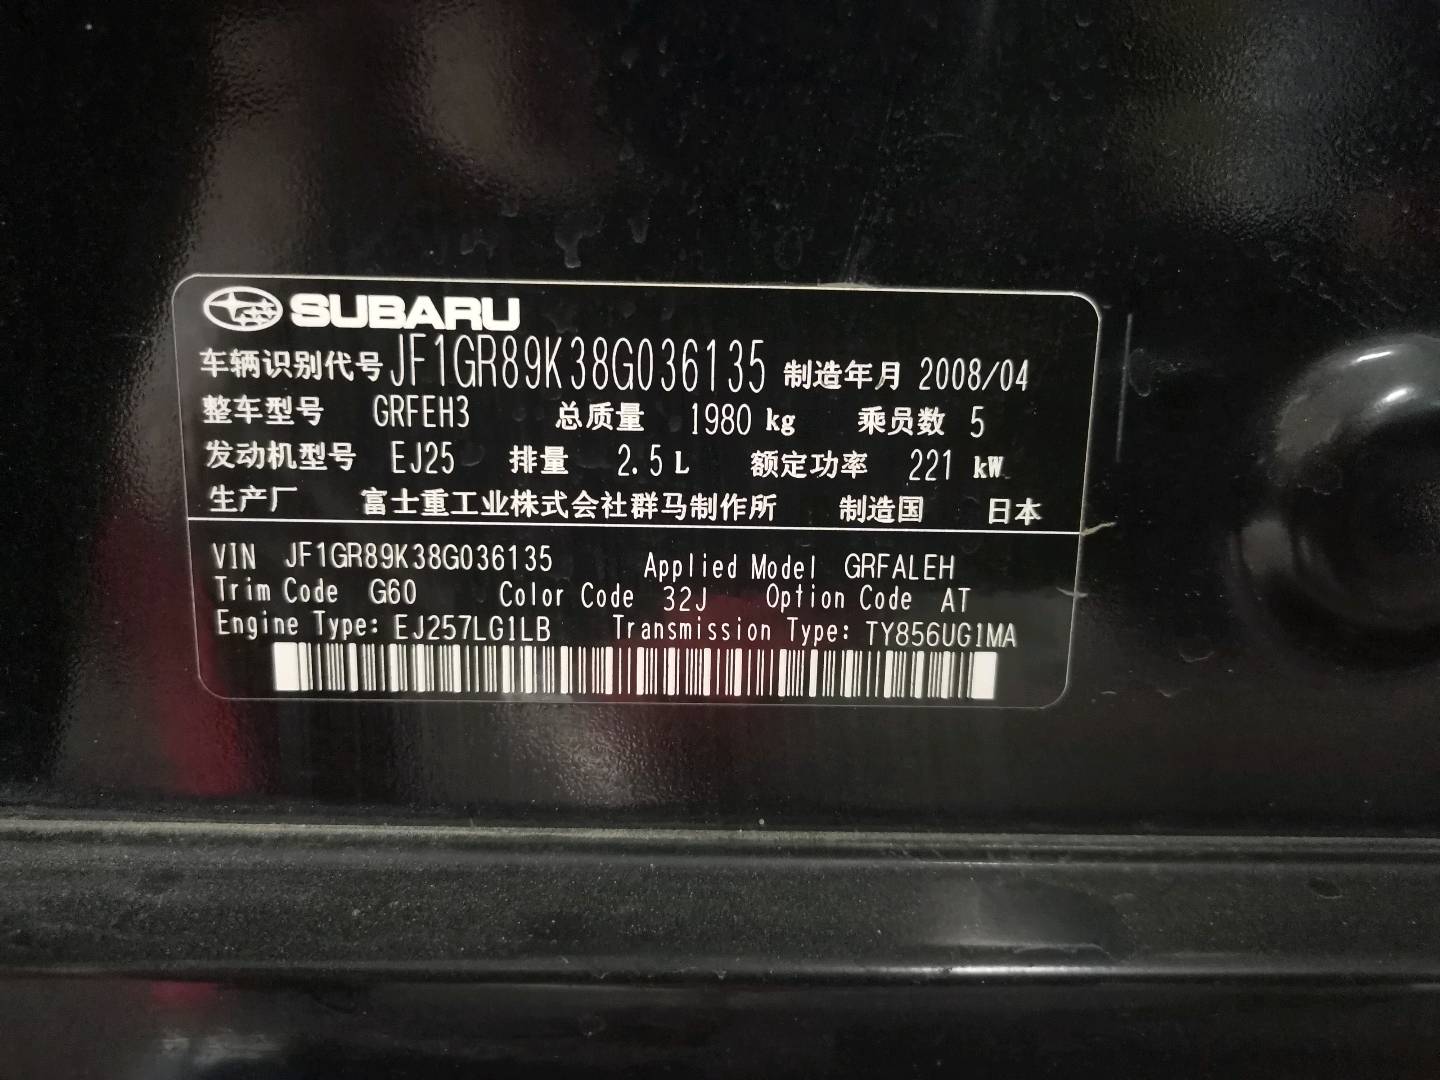 SUBARU
车辆识别代号 JF1GR89K38G036135 制造年月 2008/04
整车型号 GRFEH3 总质量 1980 kg 乘员数 5
发动机型号 EJ25 排量 2.5L 额定功率 221 kW
生产厂 富士重工业株式会社群马制作所 制造国 日本
VIN JF1GR89K38G036135 Applied Model GRFALEH
Trim Code G60 Color Code 32J Option Code AT
Engine Type: EJ257LG1LB Transmission Type: TY856UG1MA